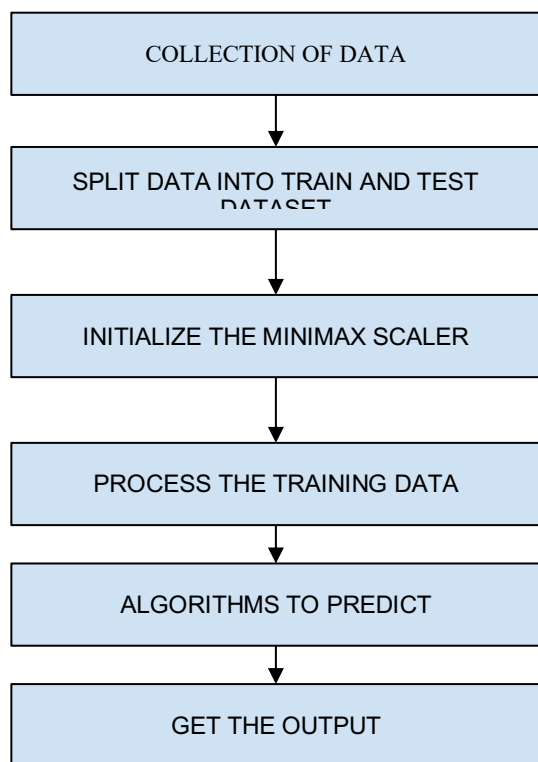 COLLECTION OF DATA
SPLIT DATA INTO TRAIN AND TEST
DATASET
INITIALIZE THE MINIMAX SCALER
PROCESS THE TRAINING DATA
ALGORITHMS TO PREDICT
GET THE OUTPUT